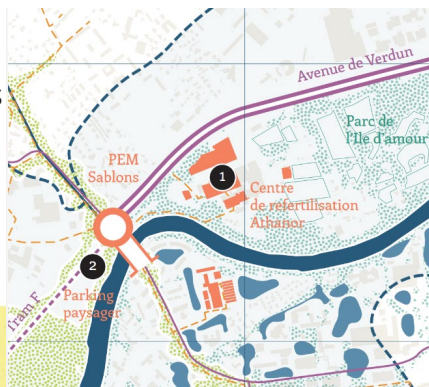 Avenue de Verdun
Parc de
l'Ile d'amour
PEM
Sablons
1
Centre
de refertilisation
Athanor
2
Parking
paysager
Tram F